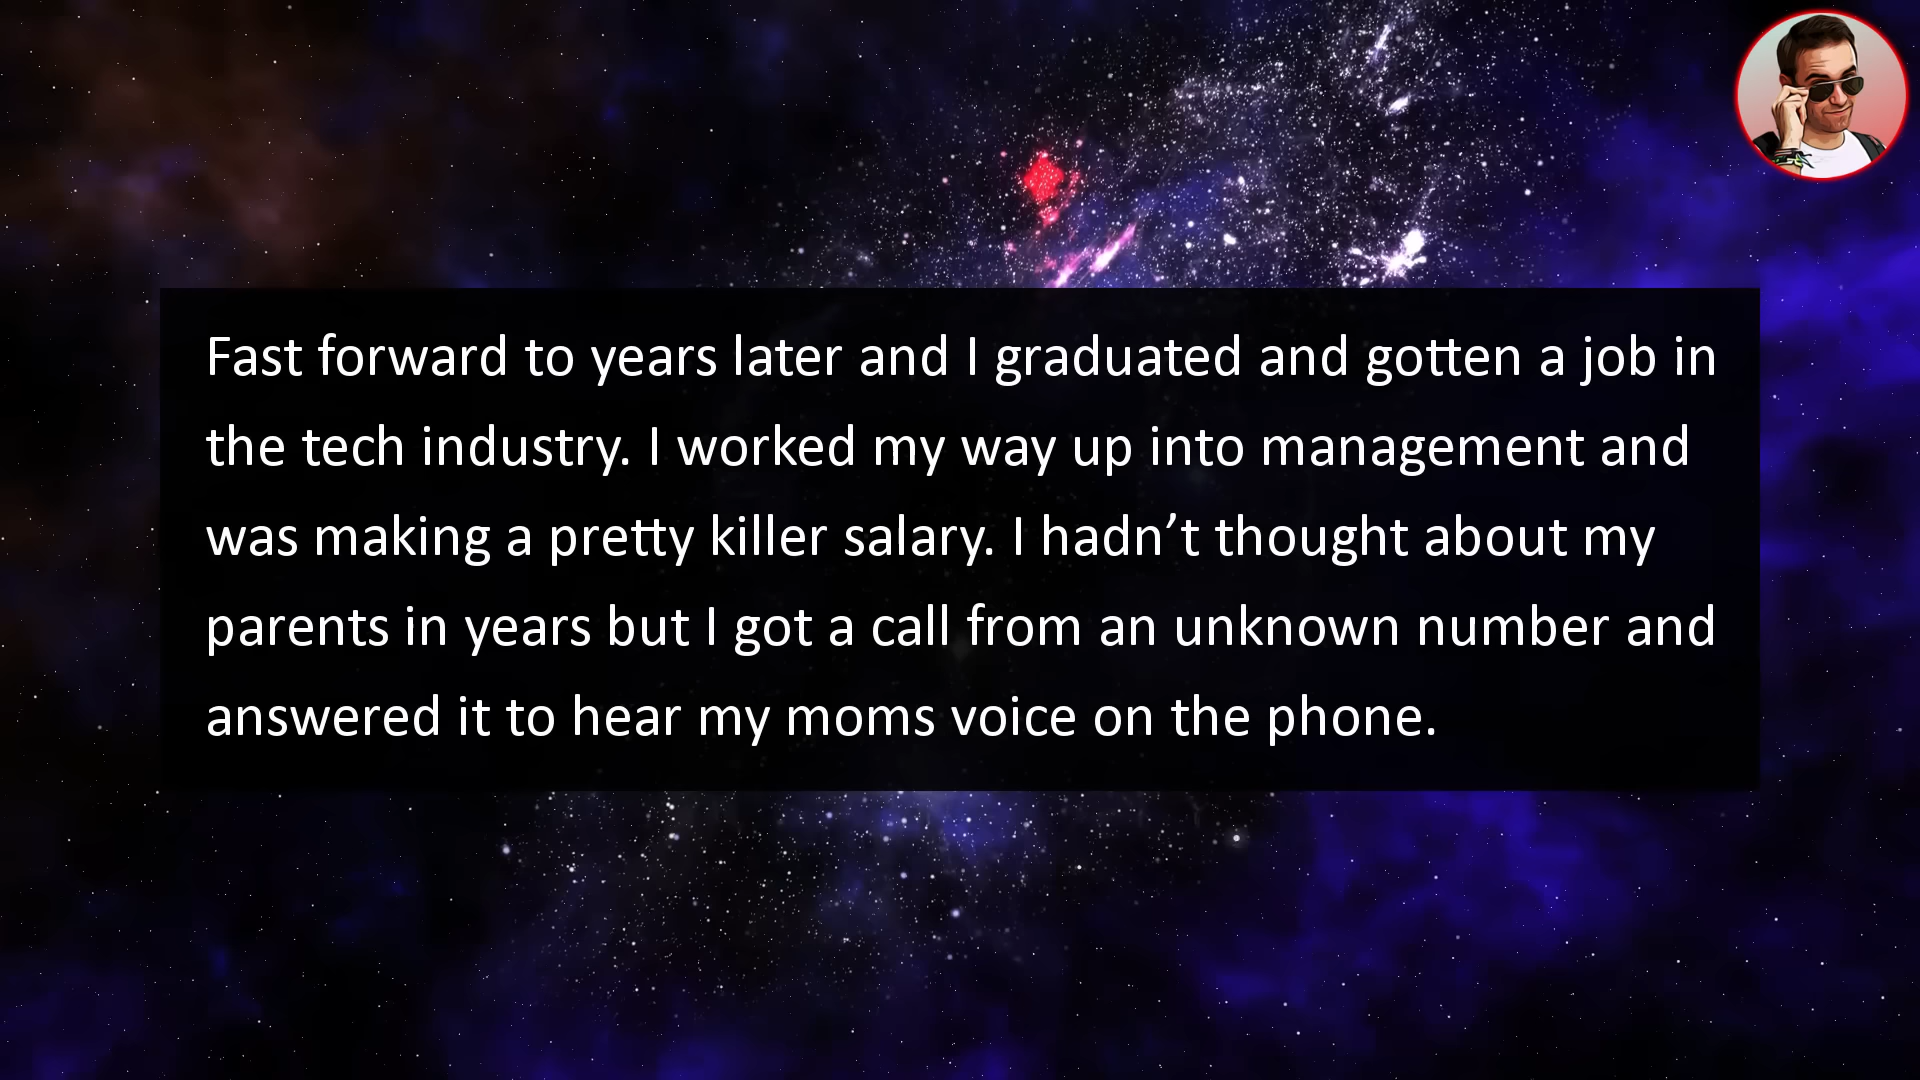 Fast forward to years later and I graduated and gotten a job in
the tech industry. I worked my way up into management and
was making a pretty killer salary. I hadn’t thought about my
parents in years but I got a call from an unknown number and
answered it to hear my moms voice on the phone.